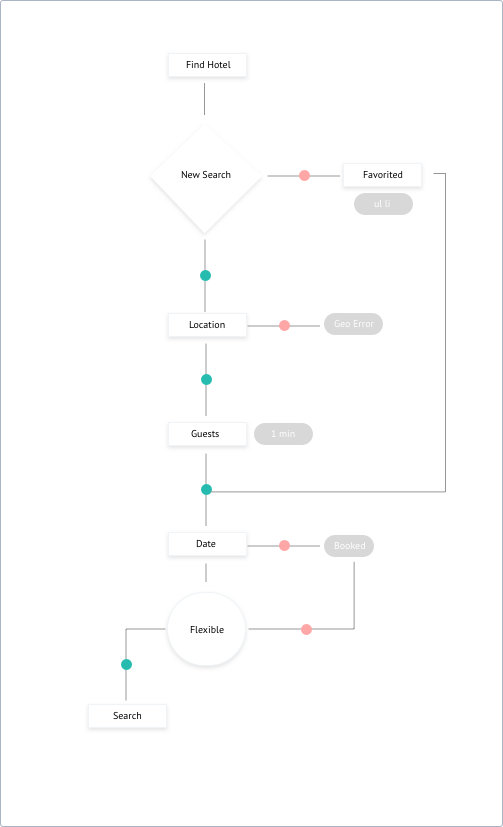 Find Hotel
New Search
Favorited
ul li
Location
Geo Error
Guests
1 min
Date
Booked
Flexible
Search